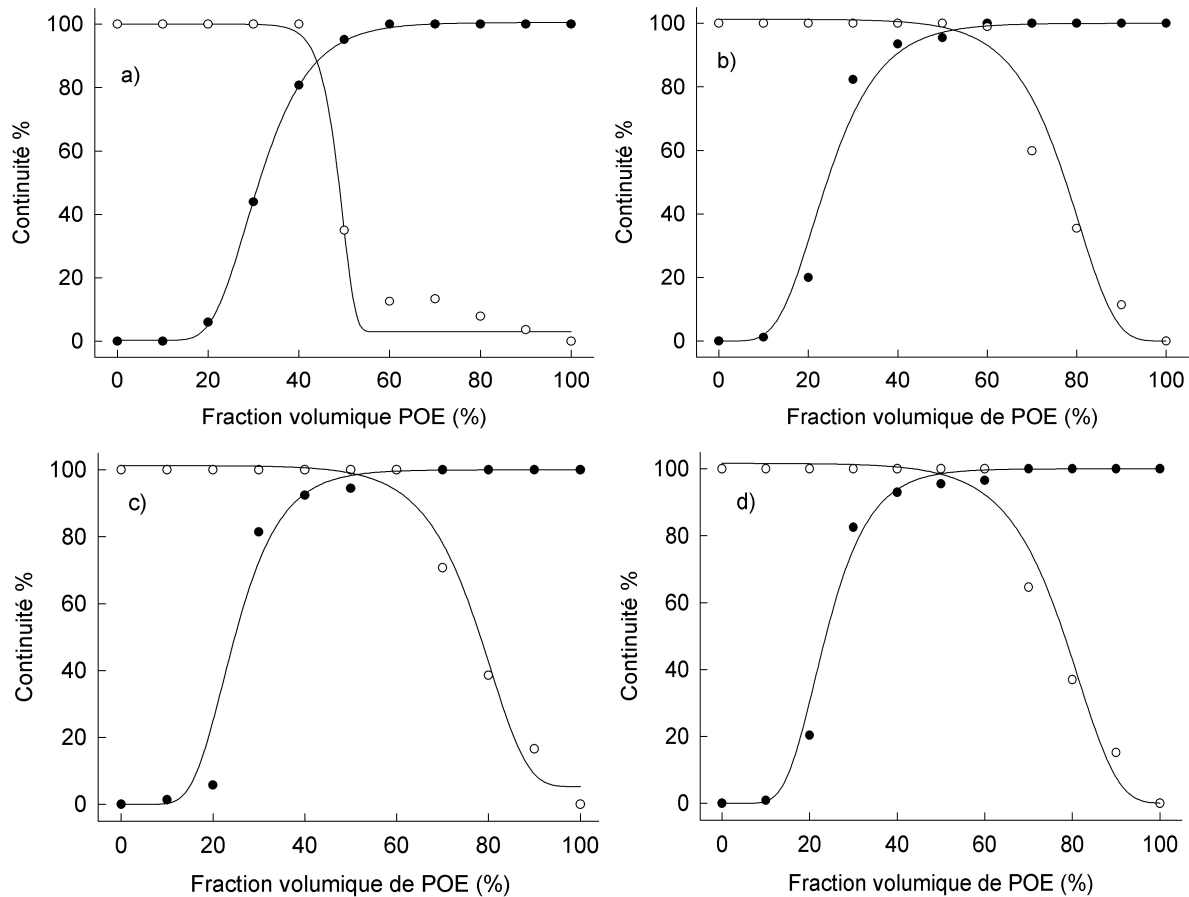 a)
Continuité %
100
80
60
40
20
0
0 20 40 60 80 100
Fraction volumique POE (%)
b)
Continuité %
100
80
60
40
20
0
0 20 40 60 80 100
Fraction volumique de POE (%)
c)
Continuité %
100
80
60
40
20
0
0 20 40 60 80 100
Fraction volumique de POE (%)
d)
Continuité %
100
80
60
40
20
0
0 20 40 60 80 100
Fraction volumique de POE (%)